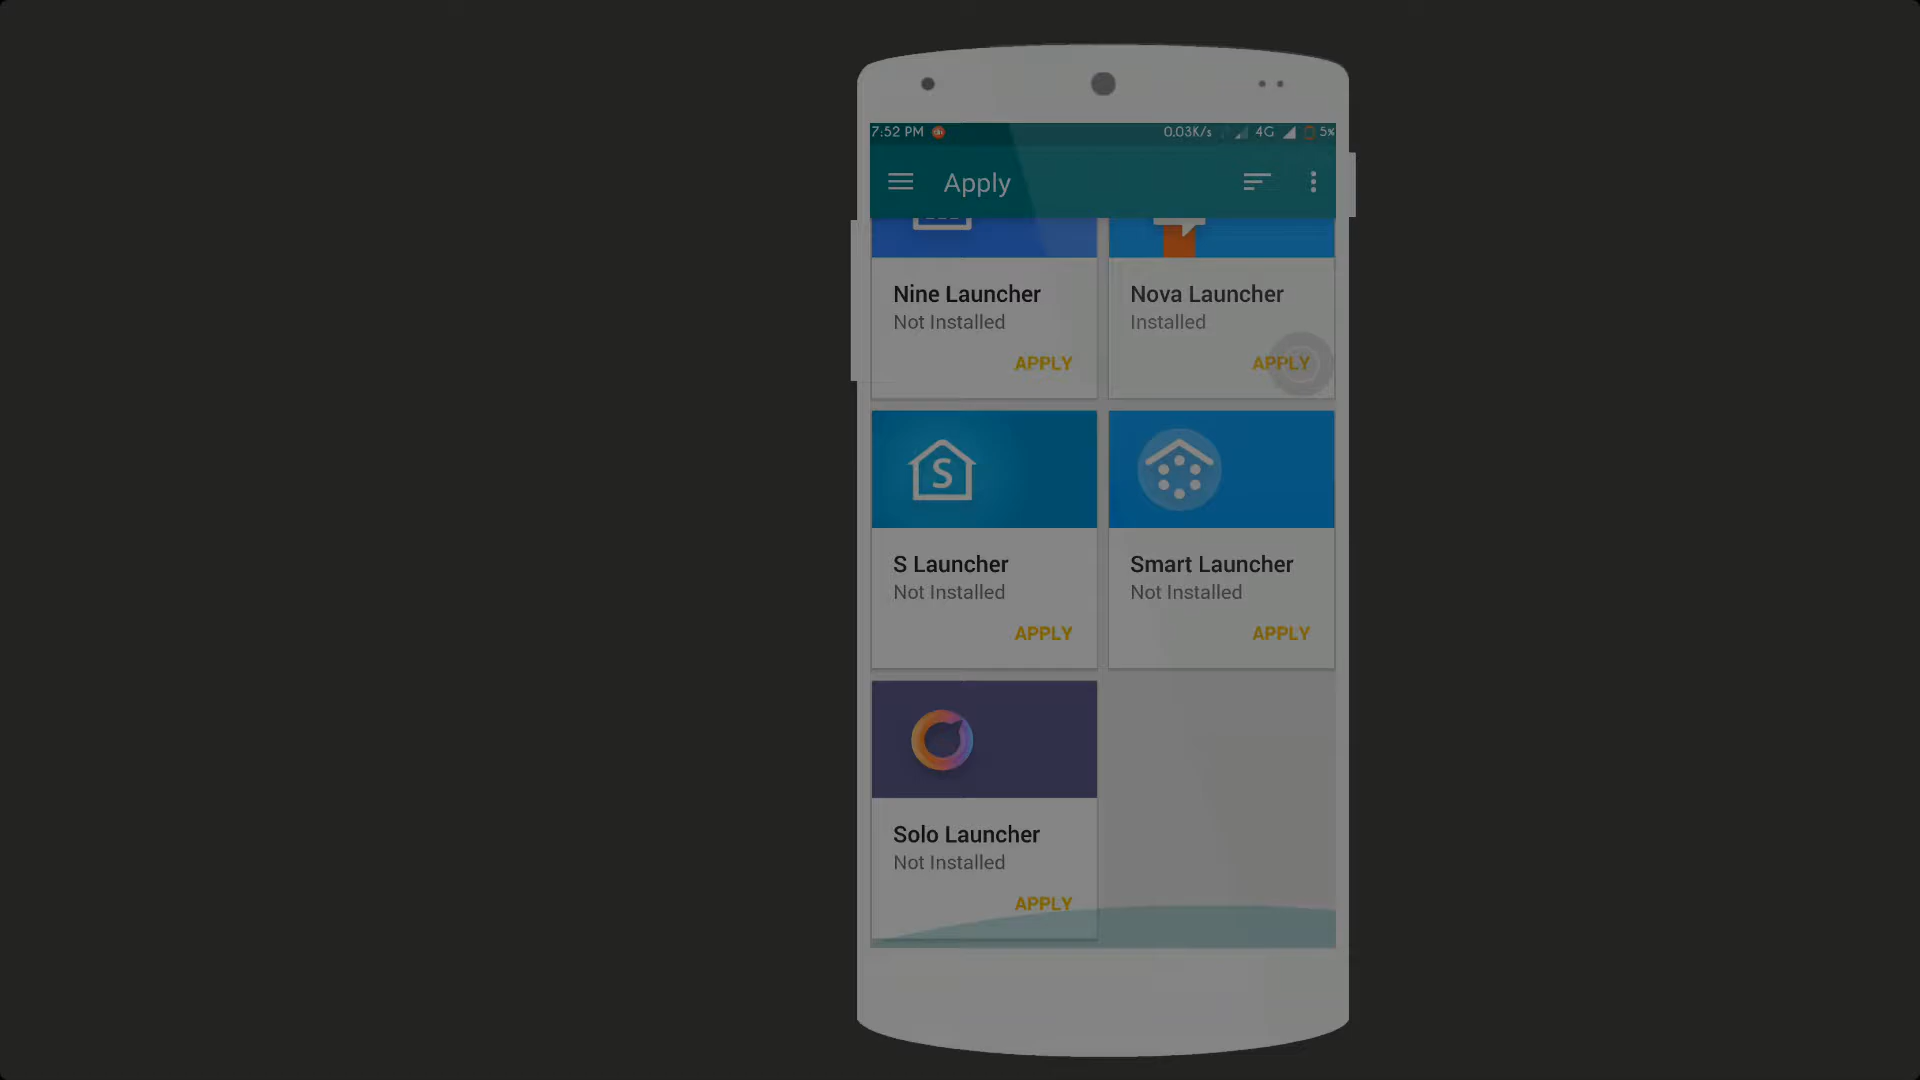 7:52 PM 0.03K/s 4G 5%
Apply
Nine Launcher Nova Launcher
Not Installed Installed
APPLY APPLY
S
S Launcher Smart Launcher
Not Installed Not Installed
APPLY APPLY
Solo Launcher
Not Installed
APPLY